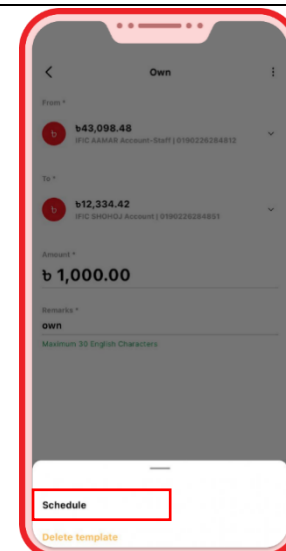 Own
From *
৳43,098.48
IFIC AAMAR Account-Staff | 0190226284812
To *
৳12,334.42
IFIC SHOHOJ Account | 0190226284851
Amount *
৳ 1,000.00
Remarks *
own
Maximum 30 English Characters
Schedule
Delete template